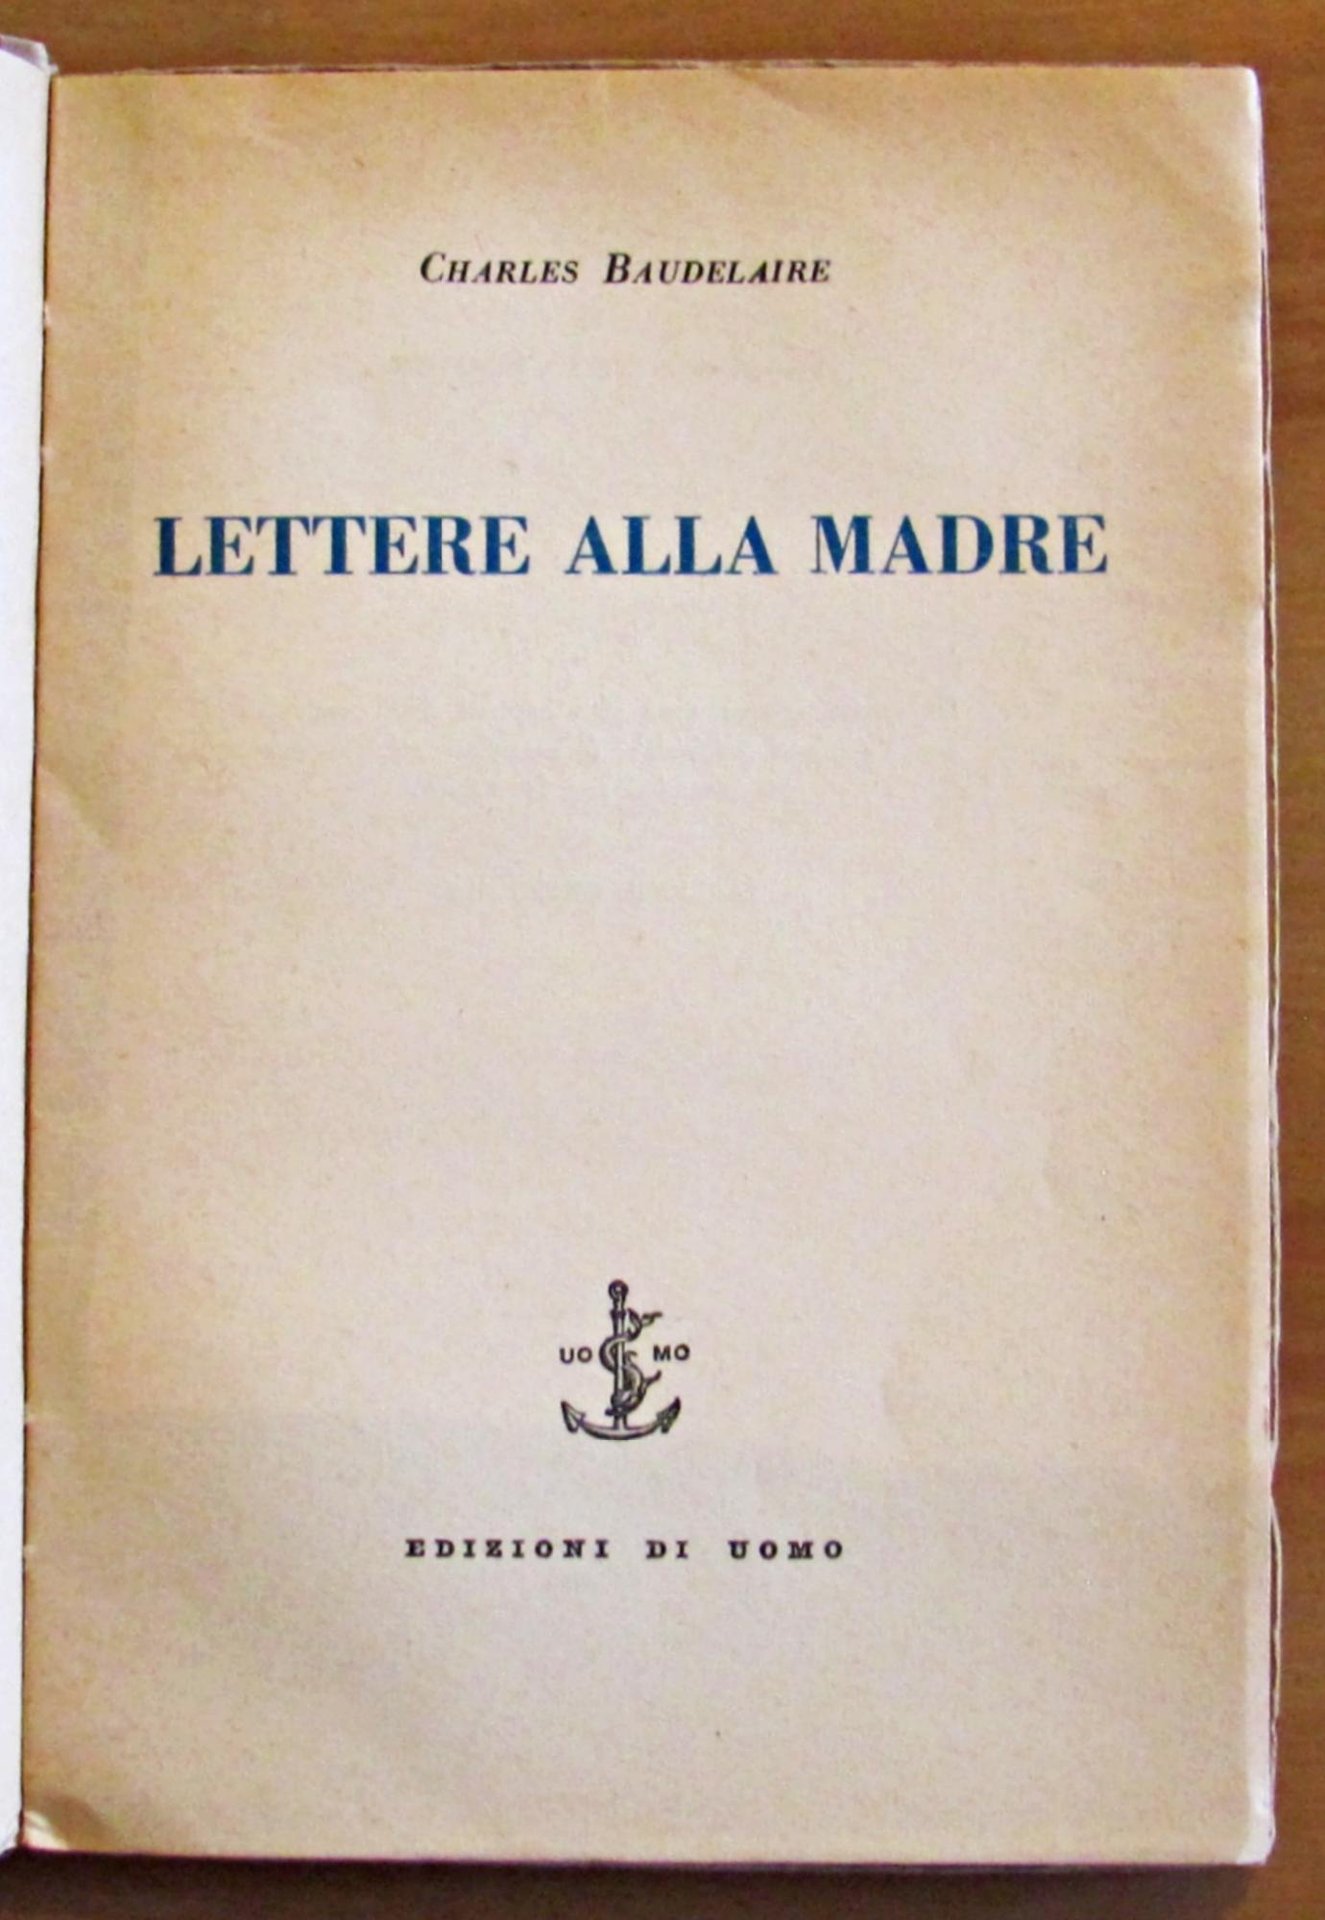 CHARLES BAUDELAIRE
LETTERE ALLA MADRE
UO MO
EDIZIONI DI UOMO